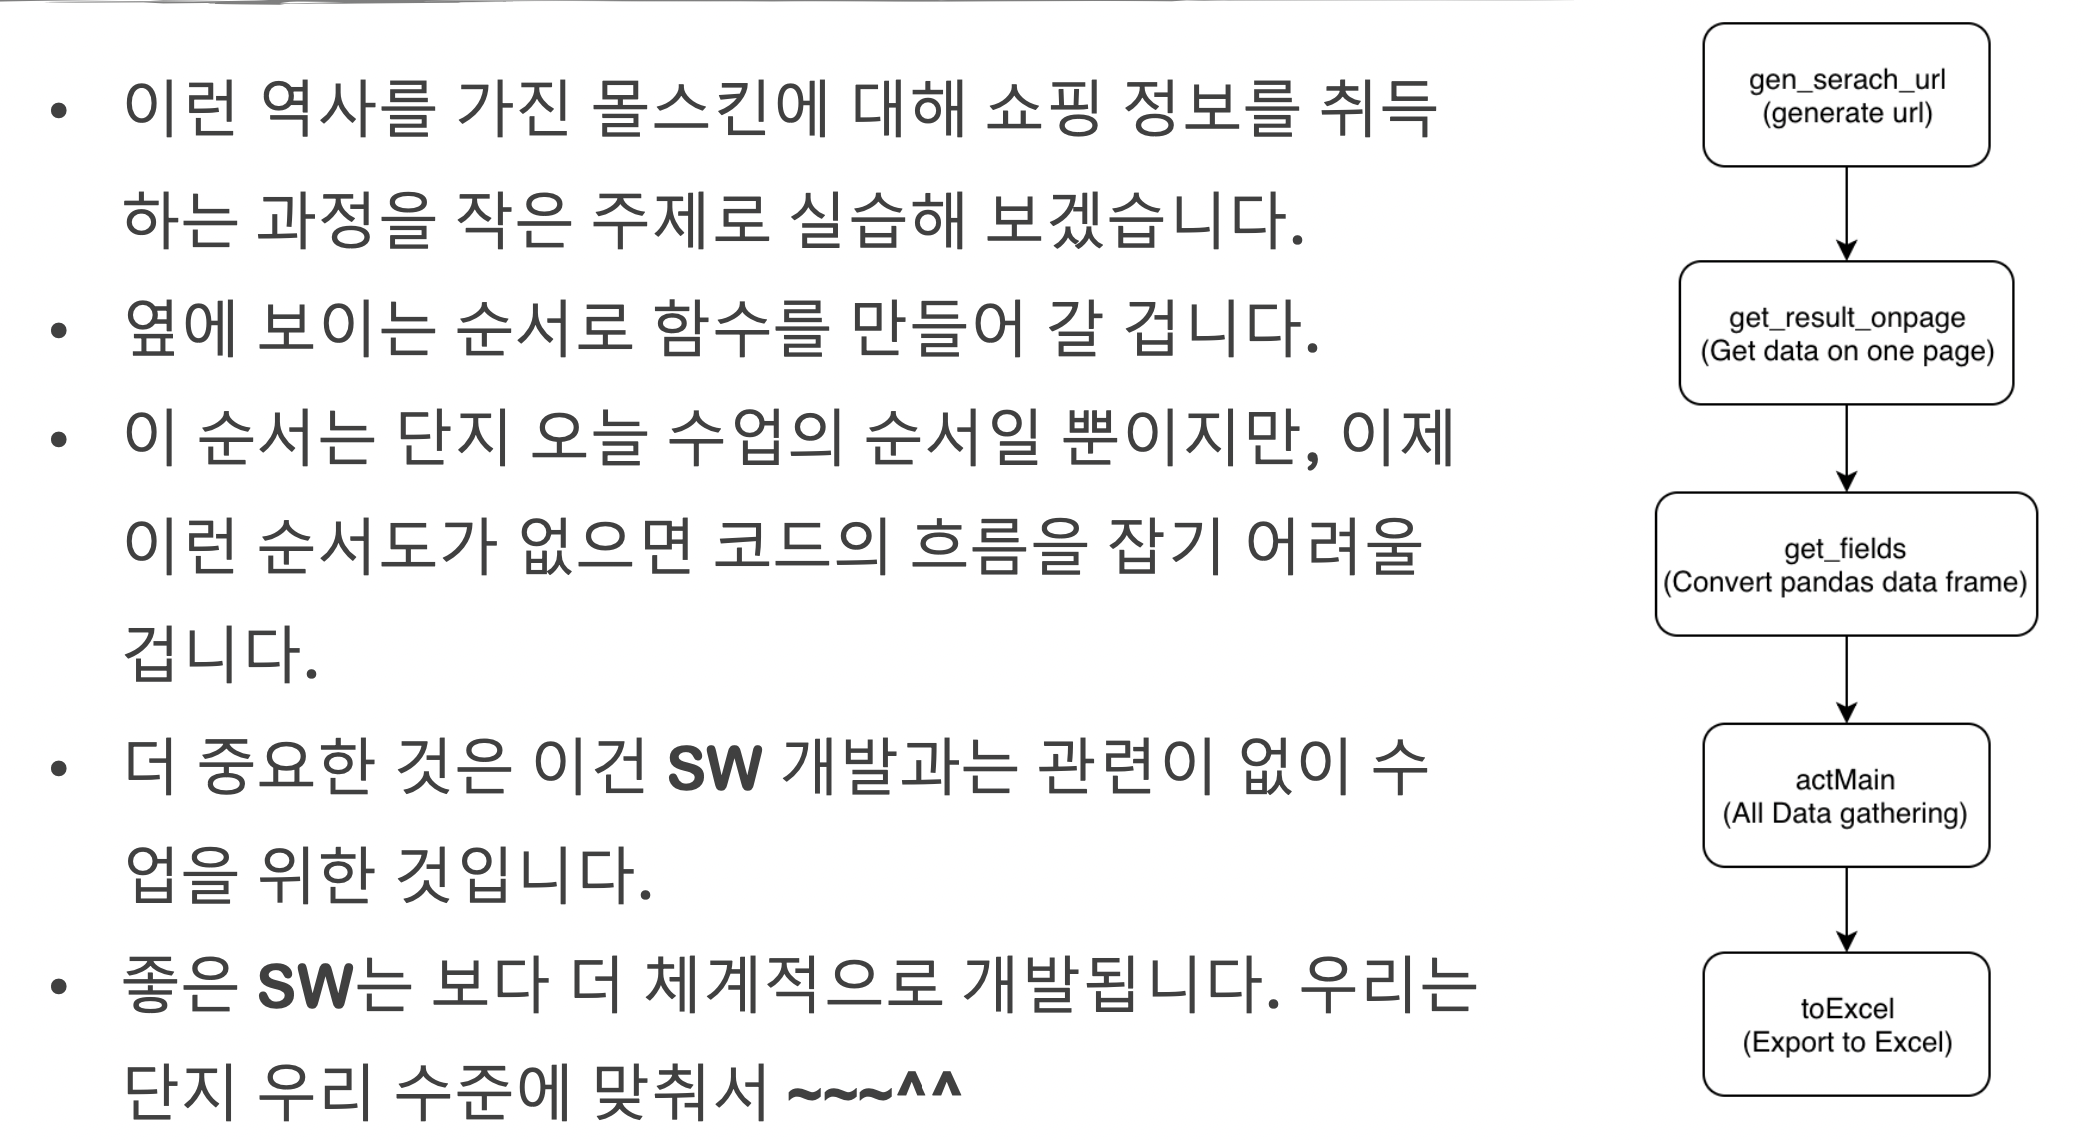 • 이런 역사를 가진 몰스킨에 대해 쇼핑 정보를 취득
하는 과정을 작은 주제로 실습해 보겠습니다.
• 옆에 보이는 순서로 함수를 만들어 갈 겁니다.
• 이 순서는 단지 오늘 수업의 순서일 뿐이지만, 이제
이런 순서도가 없으면 코드의 흐름을 잡기 어려울
겁니다.
• 더 중요한 것은 이건 SW 개발과는 관련이 없이 수
업을 위한 것입니다.
• 좋은 SW는 보다 더 체계적으로 개발됩니다. 우리는
단지 우리 수준에 맞춰서 ~~~^^
gen_serach_url
(generate url)
get_result_onpage
(Get data on one page)
get_fields
(Convert pandas data frame)
actMain
(All Data gathering)
toExcel
(Export to Excel)